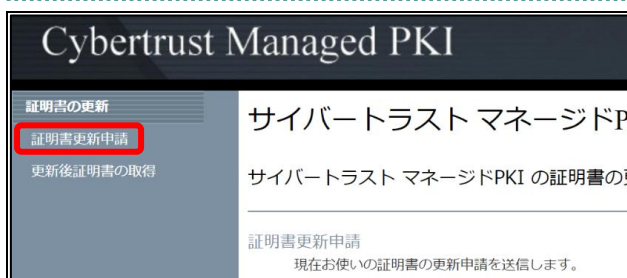 Cybertrust Managed PKI
証明書の更新
証明書更新申請
更新後証明書の取得
サイバートラスト マネージドP
サイバートラスト マネージドPKI の証明書の
証明書更新申請
現在お使いの証明書の更新申請を送信します。